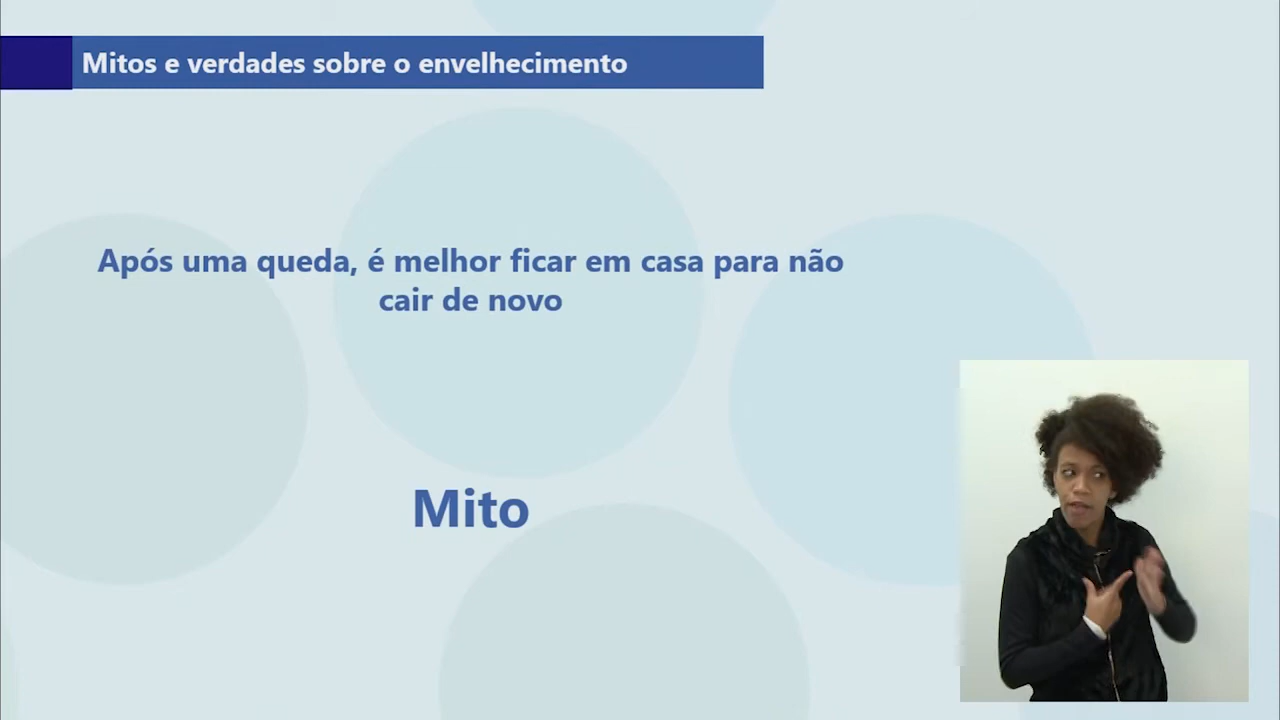 Mitos e verdades sobre o envelhecimento
Após uma queda, é melhor ficar em casa para não
cair de novo
Mito